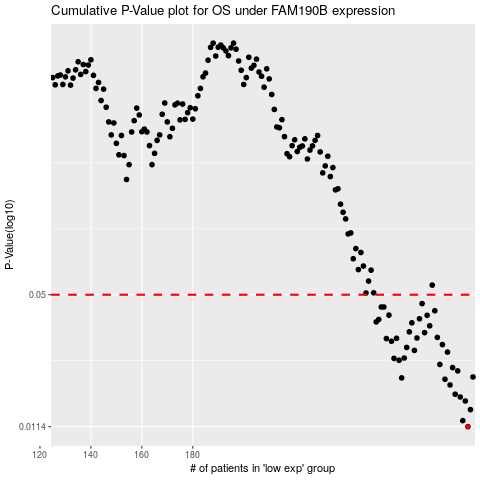 Cumulative P-Value plot for OS under FAM190B expression
P-Value(log10)
0.05
0.0114
120 140 160 180
# of patients in 'low exp' group